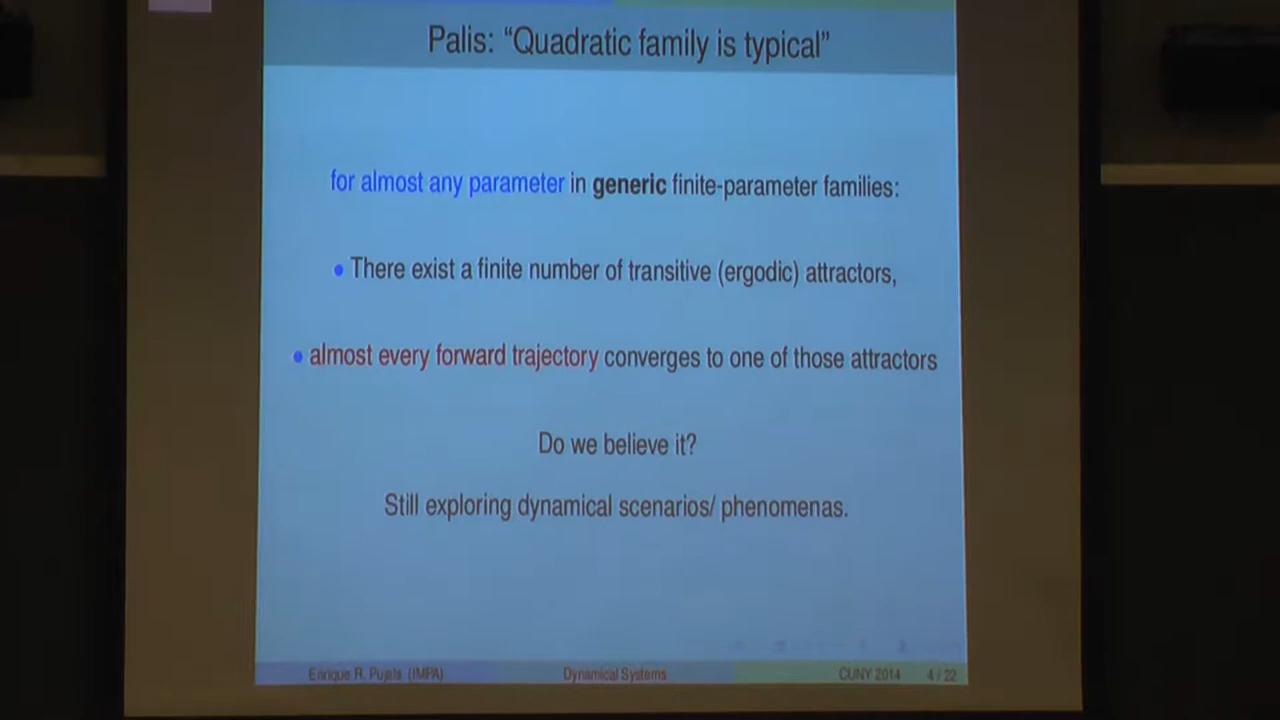 Palis: “Quadratic family is typical”
for almost any parameter in generic finite-parameter families:
• There exist a finite number of transitive (ergodic) attractors,
• almost every forward trajectory converges to one of those attractors
Do we believe it?
Still exploring dynamical scenarios/ phenomenas.
Enrique R. Pujals (IMPA) Dynamical Systems CUNY 2014 4 / 22